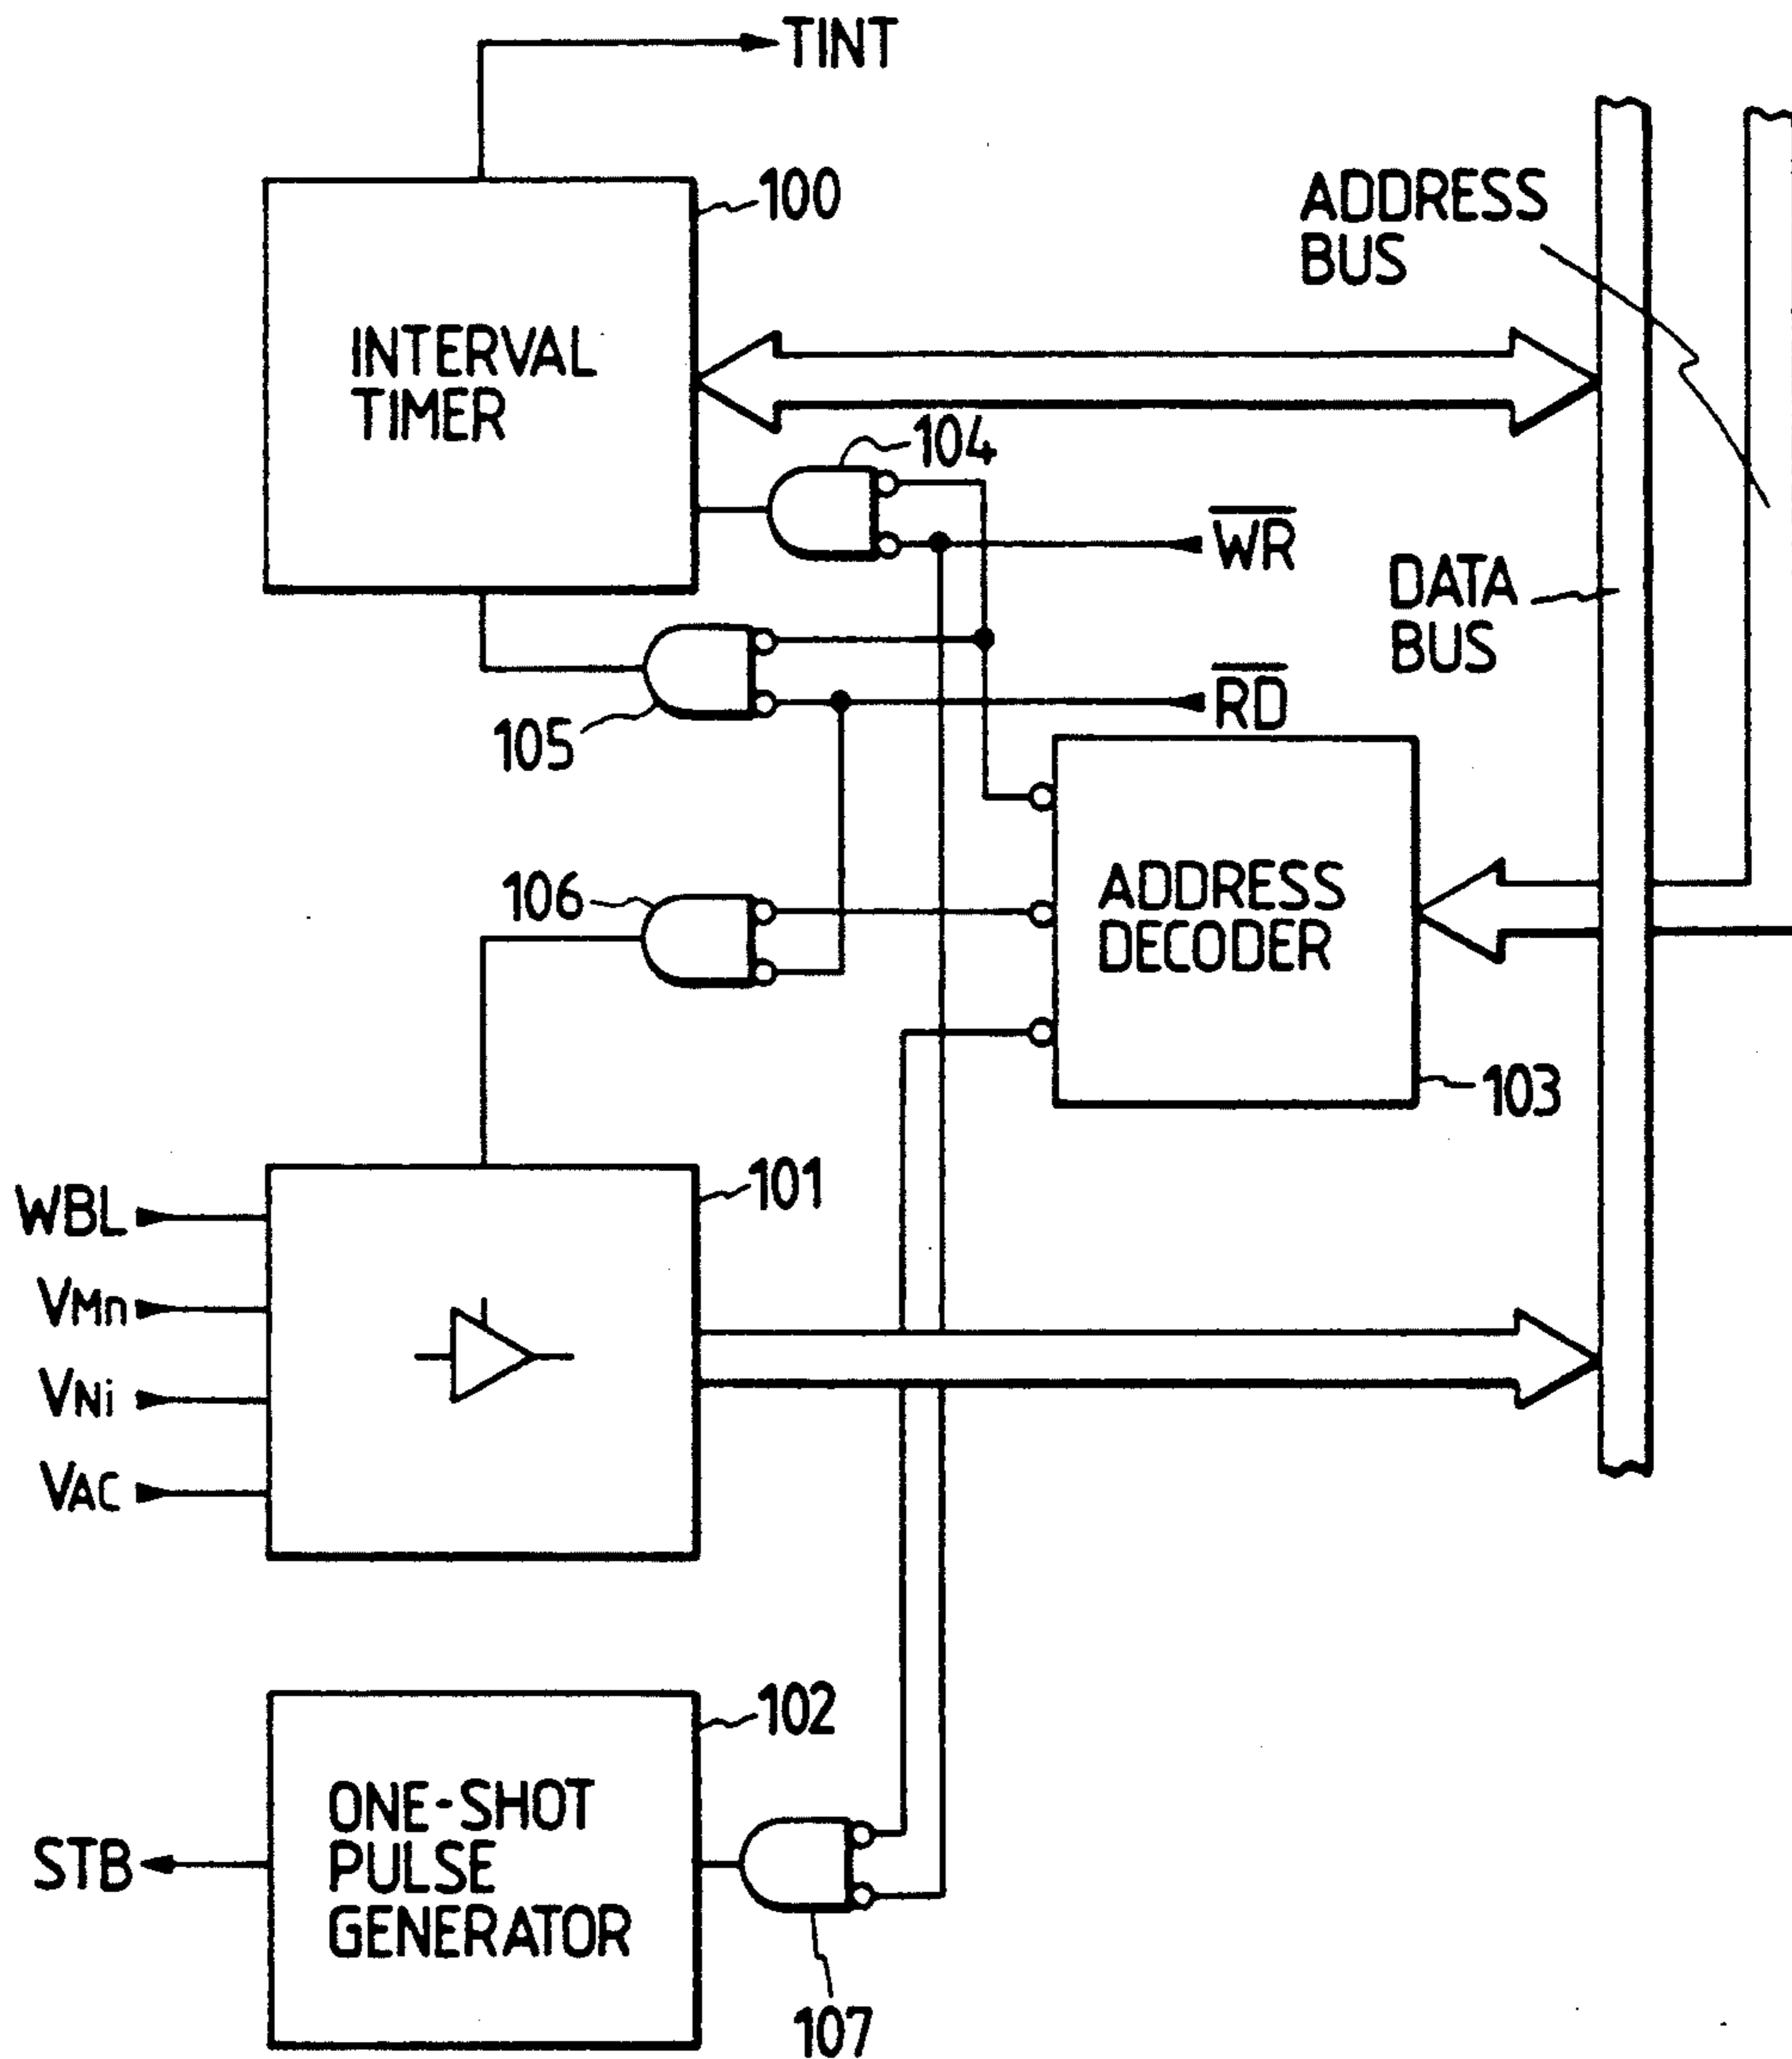 TINT
100
ADDRESS
BUS
INTERVAL
TIMER
104
WR
DATA
BUS
RD
105
106
ADDRESS
DECODER
103
101
WBL
VMn
VNi
VAC
102
ONE-SHOT
PULSE
GENERATOR
STB
107